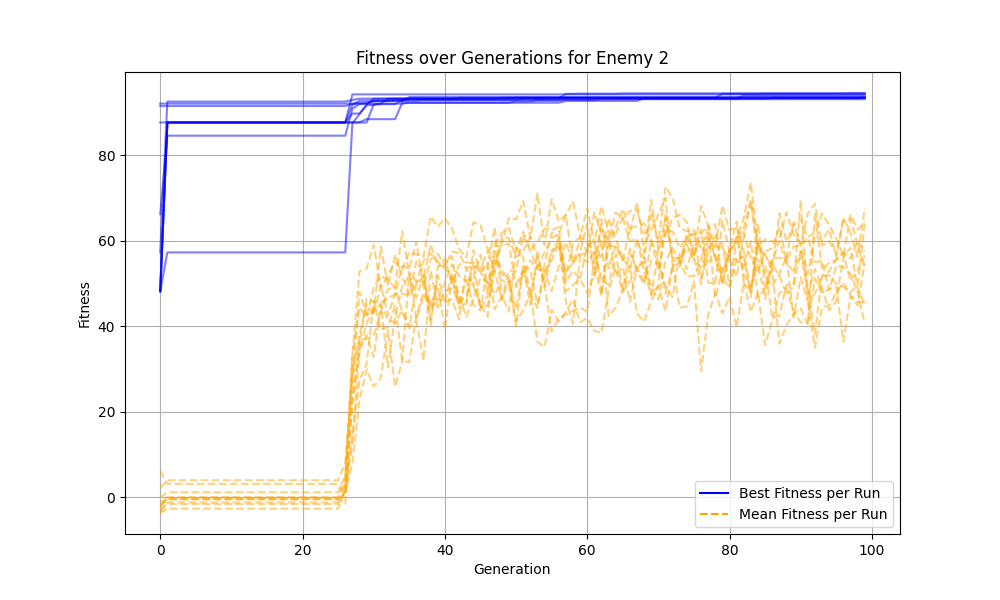 Fitness over Generations for Enemy 2
Fitness
80
60
40
20
0
0 20 40 60 80 100
Generation
Best Fitness per Run
Mean Fitness per Run